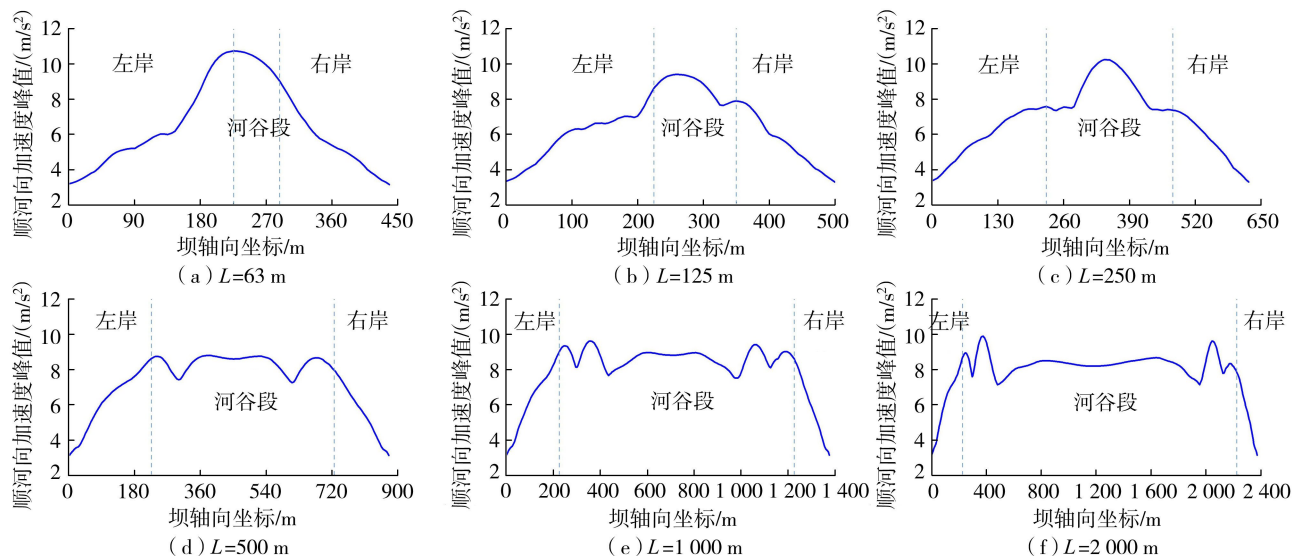 顺河向加速度峰值/(m/s²)
12
10
8
6
4
2
左岸
右岸
河谷段
0 90 180 270 360 450
坝轴向坐标/m
(a)L=63 m
顺河向加速度峰值/(m/s²)
12
10
8
6
4
2
左岸
右岸
河谷段
0 100 200 300 400 500
坝轴向坐标/m
(b)L=125 m
顺河向加速度峰值/(m/s²)
12
10
8
6
4
2
左岸
右岸
河谷段
0 130 260 390 520 650
坝轴向坐标/m
(c)L=250 m
顺河向加速度峰值/(m/s²)
12
10
8
6
4
2
左岸
右岸
河谷段
0 180 360 540 720 900
坝轴向坐标/m
(d)L=500 m
顺河向加速度峰值/(m/s²)
12
10
8
6
4
2
左岸
右岸
河谷段
0 200 400 600 800 1 000 1 200 1 400
坝轴向坐标/m
(e)L=1 000 m
顺河向加速度峰值/(m/s²)
12
10
8
6
4
2
左岸
右岸
河谷段
0 400 800 1 200 1 600 2 000 2 400
坝轴向坐标/m
(f)L=2 000 m